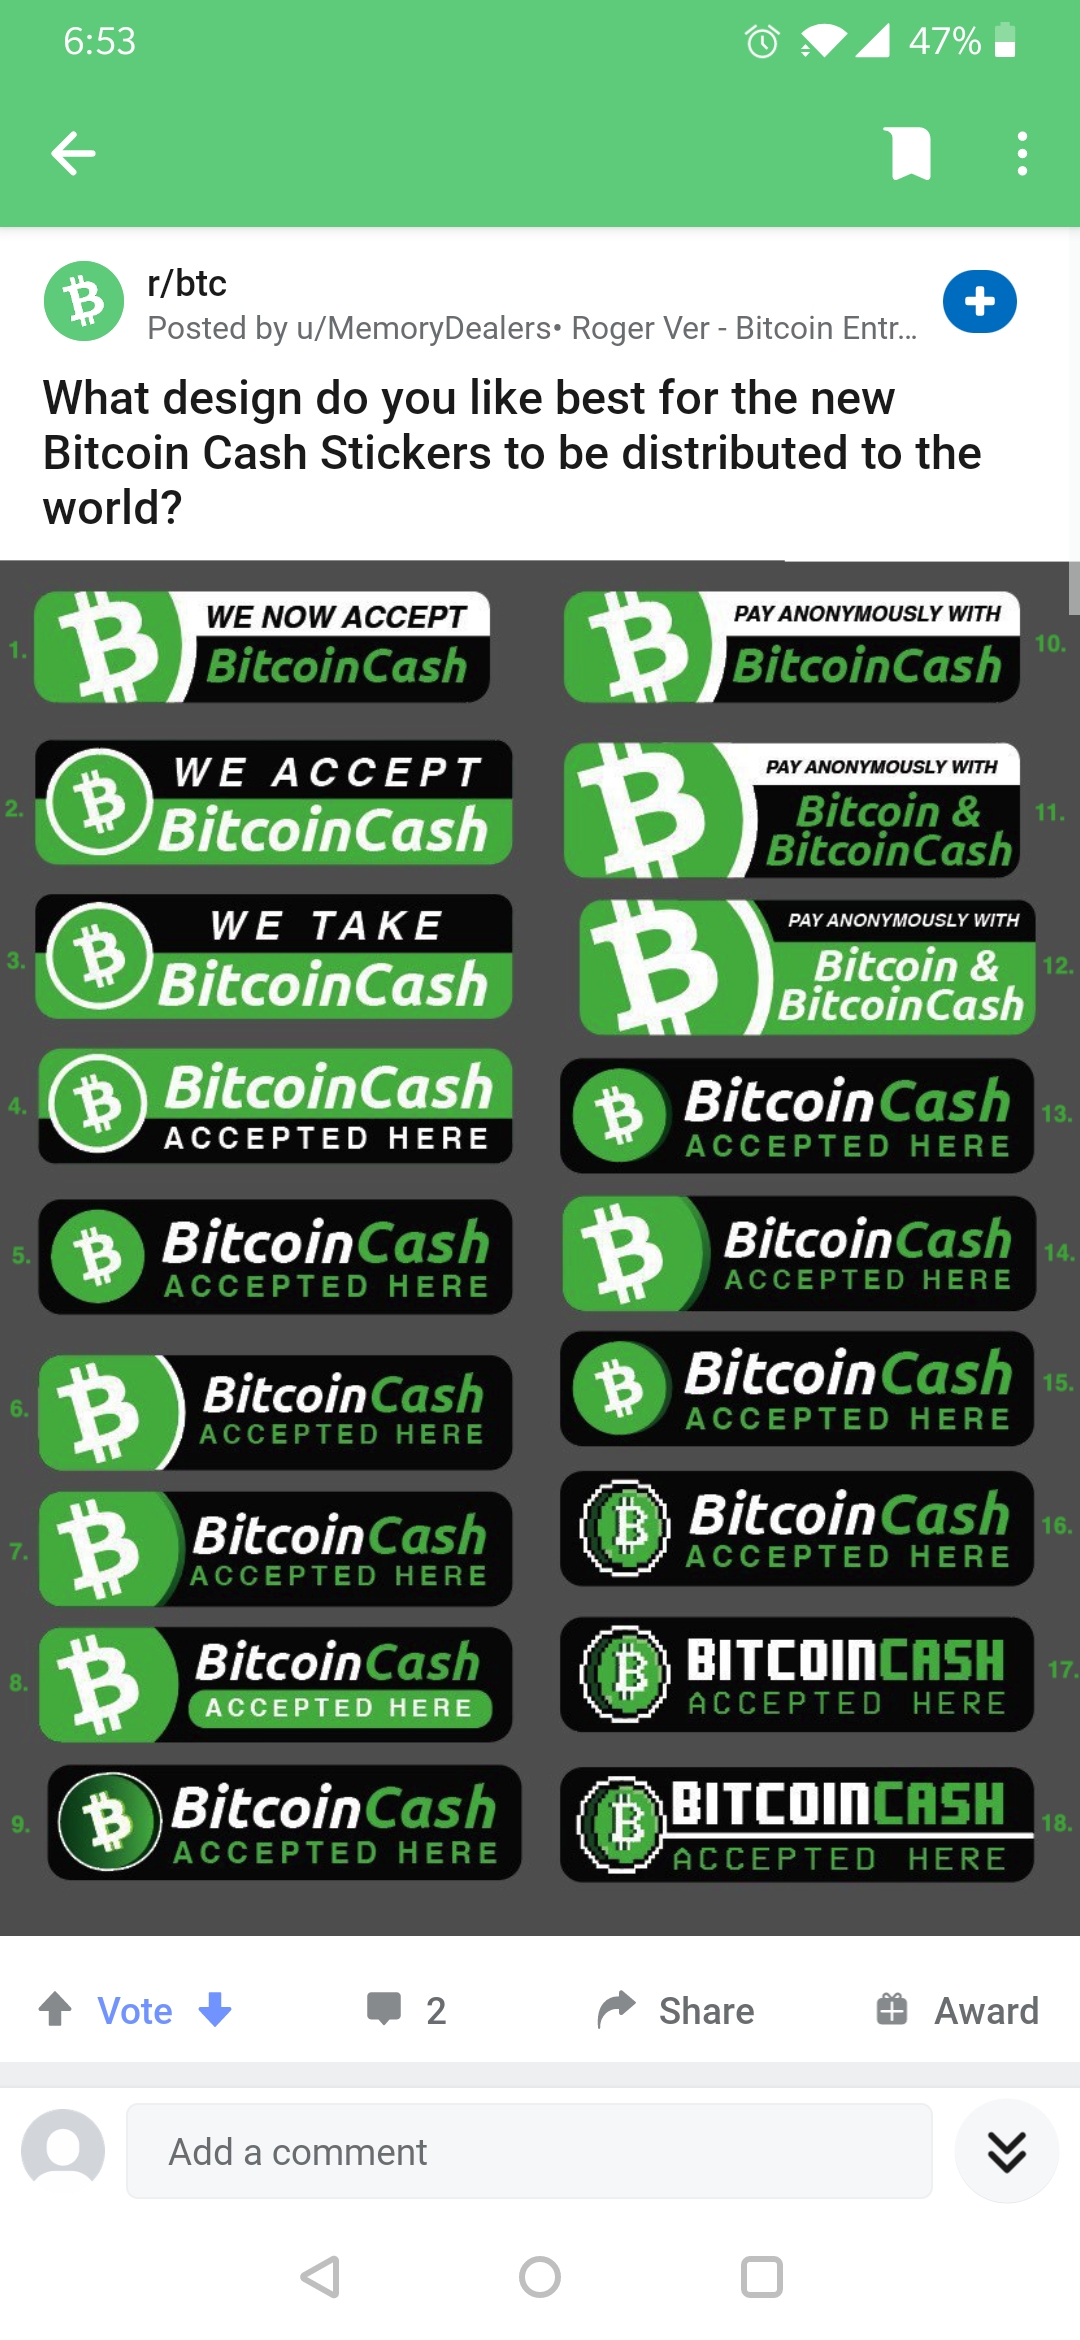 6:53
47%
r/btc
Posted by u/MemoryDealers• Roger Ver - Bitcoin Entr...
What design do you like best for the new
Bitcoin Cash Stickers to be distributed to the
world?
1.
WE NOW ACCEPT
BitcoinCash
2.
WE ACCEPT
BitcoinCash
3.
WE TAKE
BitcoinCash
4.
BitcoinCash
ACCEPTED HERE
5.
BitcoinCash
ACCEPTED HERE
6.
BitcoinCash
ACCEPTED HERE
7.
BitcoinCash
ACCEPTED HERE
8.
BitcoinCash
ACCEPTED HERE
9.
BitcoinCash
ACCEPTED HERE
PAY ANONYMOUSLY WITH
BitcoinCash
10.
PAY ANONYMOUSLY WITH
Bitcoin &
BitcoinCash
11.
PAY ANONYMOUSLY WITH
Bitcoin &
BitcoinCash
12.
BitcoinCash
ACCEPTED HERE
13.
BitcoinCash
ACCEPTED HERE
14.
BitcoinCash
ACCEPTED HERE
15.
BitcoinCash
ACCEPTED HERE
16.
BITCOINCASH
ACCEPTED HERE
17.
BITCOINCASH
ACCEPTED HERE
18.
Vote
2
Share
Award
Add a comment